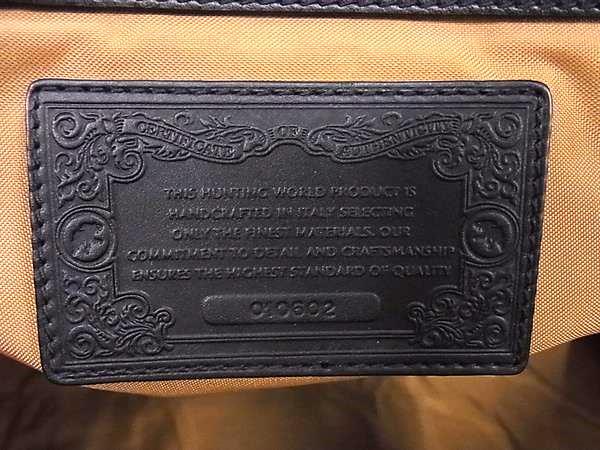 CERTIFICATE OF AUTHENTICITY
THIS HUNTING WORLD PRODUCT IS
HANDCRAFTED IN ITALY SELECTING
ONLY THE FINEST MATERIALS. OUR
COMMITMENT TO DETAIL AND CRAFTSMANSHIP
ENSURES THE HIGHEST STANDARD OF QUALITY
010602